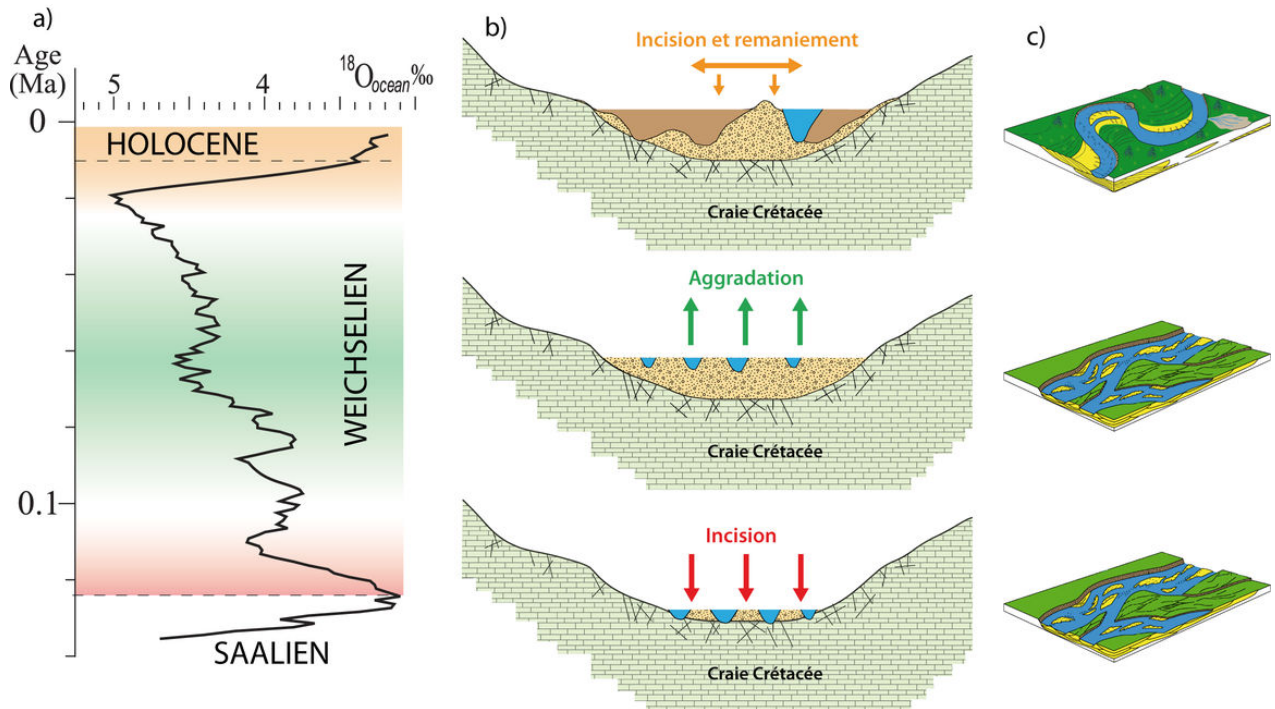 a)
Age
(Ma)
5
4
18Oocean‰
0
HOLOCENE
WEICHSELIEN
0.1
SAALIEN
b)
Incision et remaniement
Craie Crétacée
Aggradation
Craie Crétacée
Incision
Craie Crétacée
c)